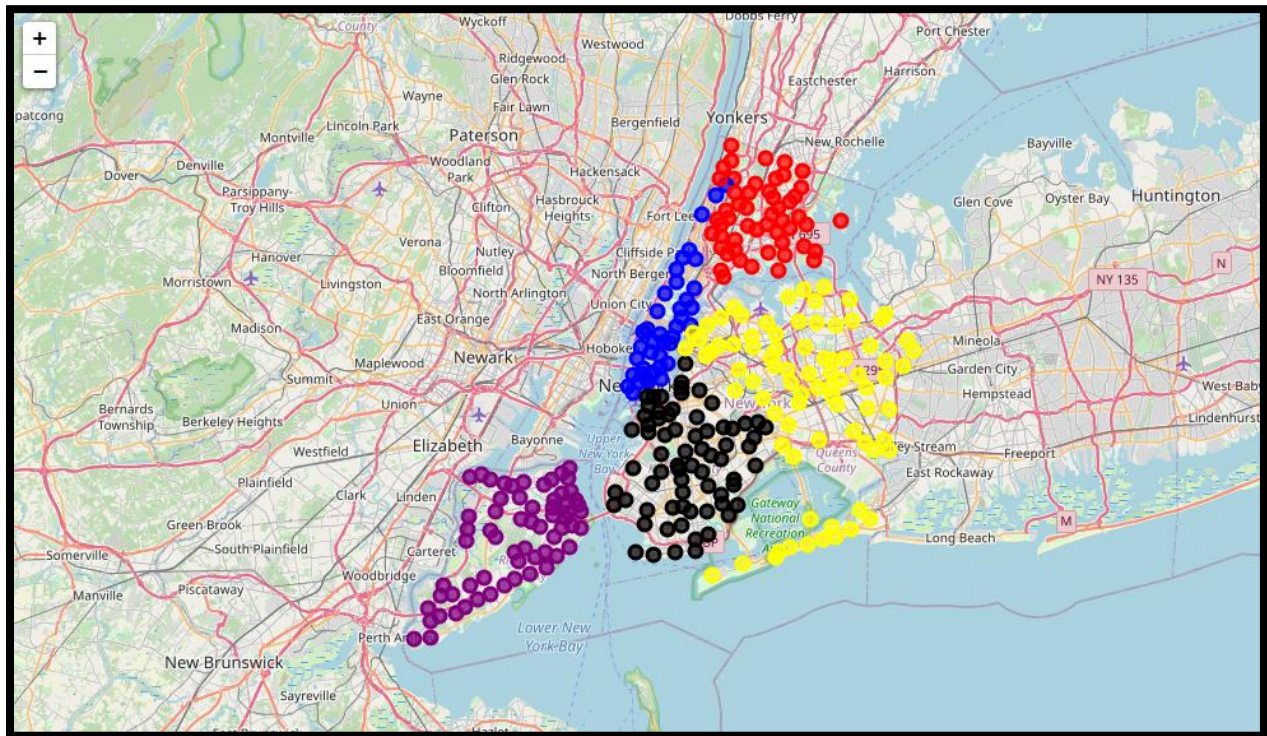 Dobbs Ferry
Port Chester
County
Wyckoff
Westwood
+
−
Ridgewood
Glen Rock
Eastchester
Harrison
Wayne
Fair Lawn
patcong
Lincoln Park
Bergenfield
Yonkers
Montville
Paterson
New Rochelle
Bayville
Denville
Woodland
Park
Hackensack
Dover
Parsippany-
Troy Hills
Clifton
Hasbrouck
Heights
Fort Lee
Glen Cove
Oyster Bay
Huntington
Verona
Nutley
Cliffside
695
Hanover
Bloomfield
North Bergen
N
Morristown
Livingston
North Arlington
NY 135
Union City
East Orange
Madison
Maplewood
Newark
Hoboken
Mineola
Summit
Garden City
West Bab
Bernards
Township
Union
New York
Hempstead
Berkeley Heights
Lindenhurst
Elizabeth
Bayonne
Upper
New York
Bay
Westfield
Queens
County
Freeport
Plainfield
Clark
Linden
East Rockaway
Gateway
National
Recreation
Green Brook
M
South Plainfield
Carteret
Long Beach
Somerville
Woodbridge
Manville
Piscataway
Perth
Lower New
York Bay
New Brunswick
Sayreville
Hazlet